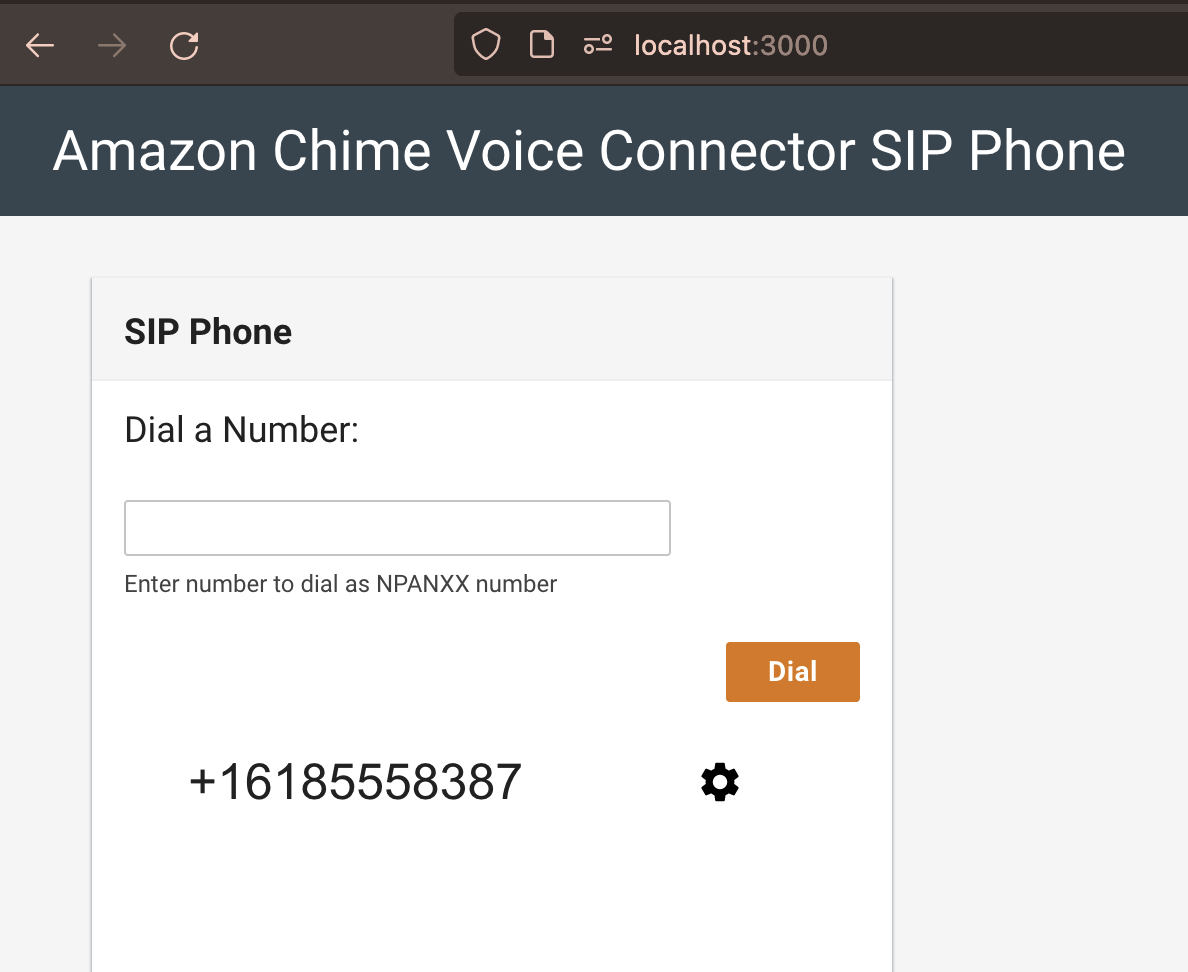 localhost:3000
Amazon Chime Voice Connector SIP Phone
SIP Phone
Dial a Number:
Enter number to dial as NPANXX number
Dial
+16185558387